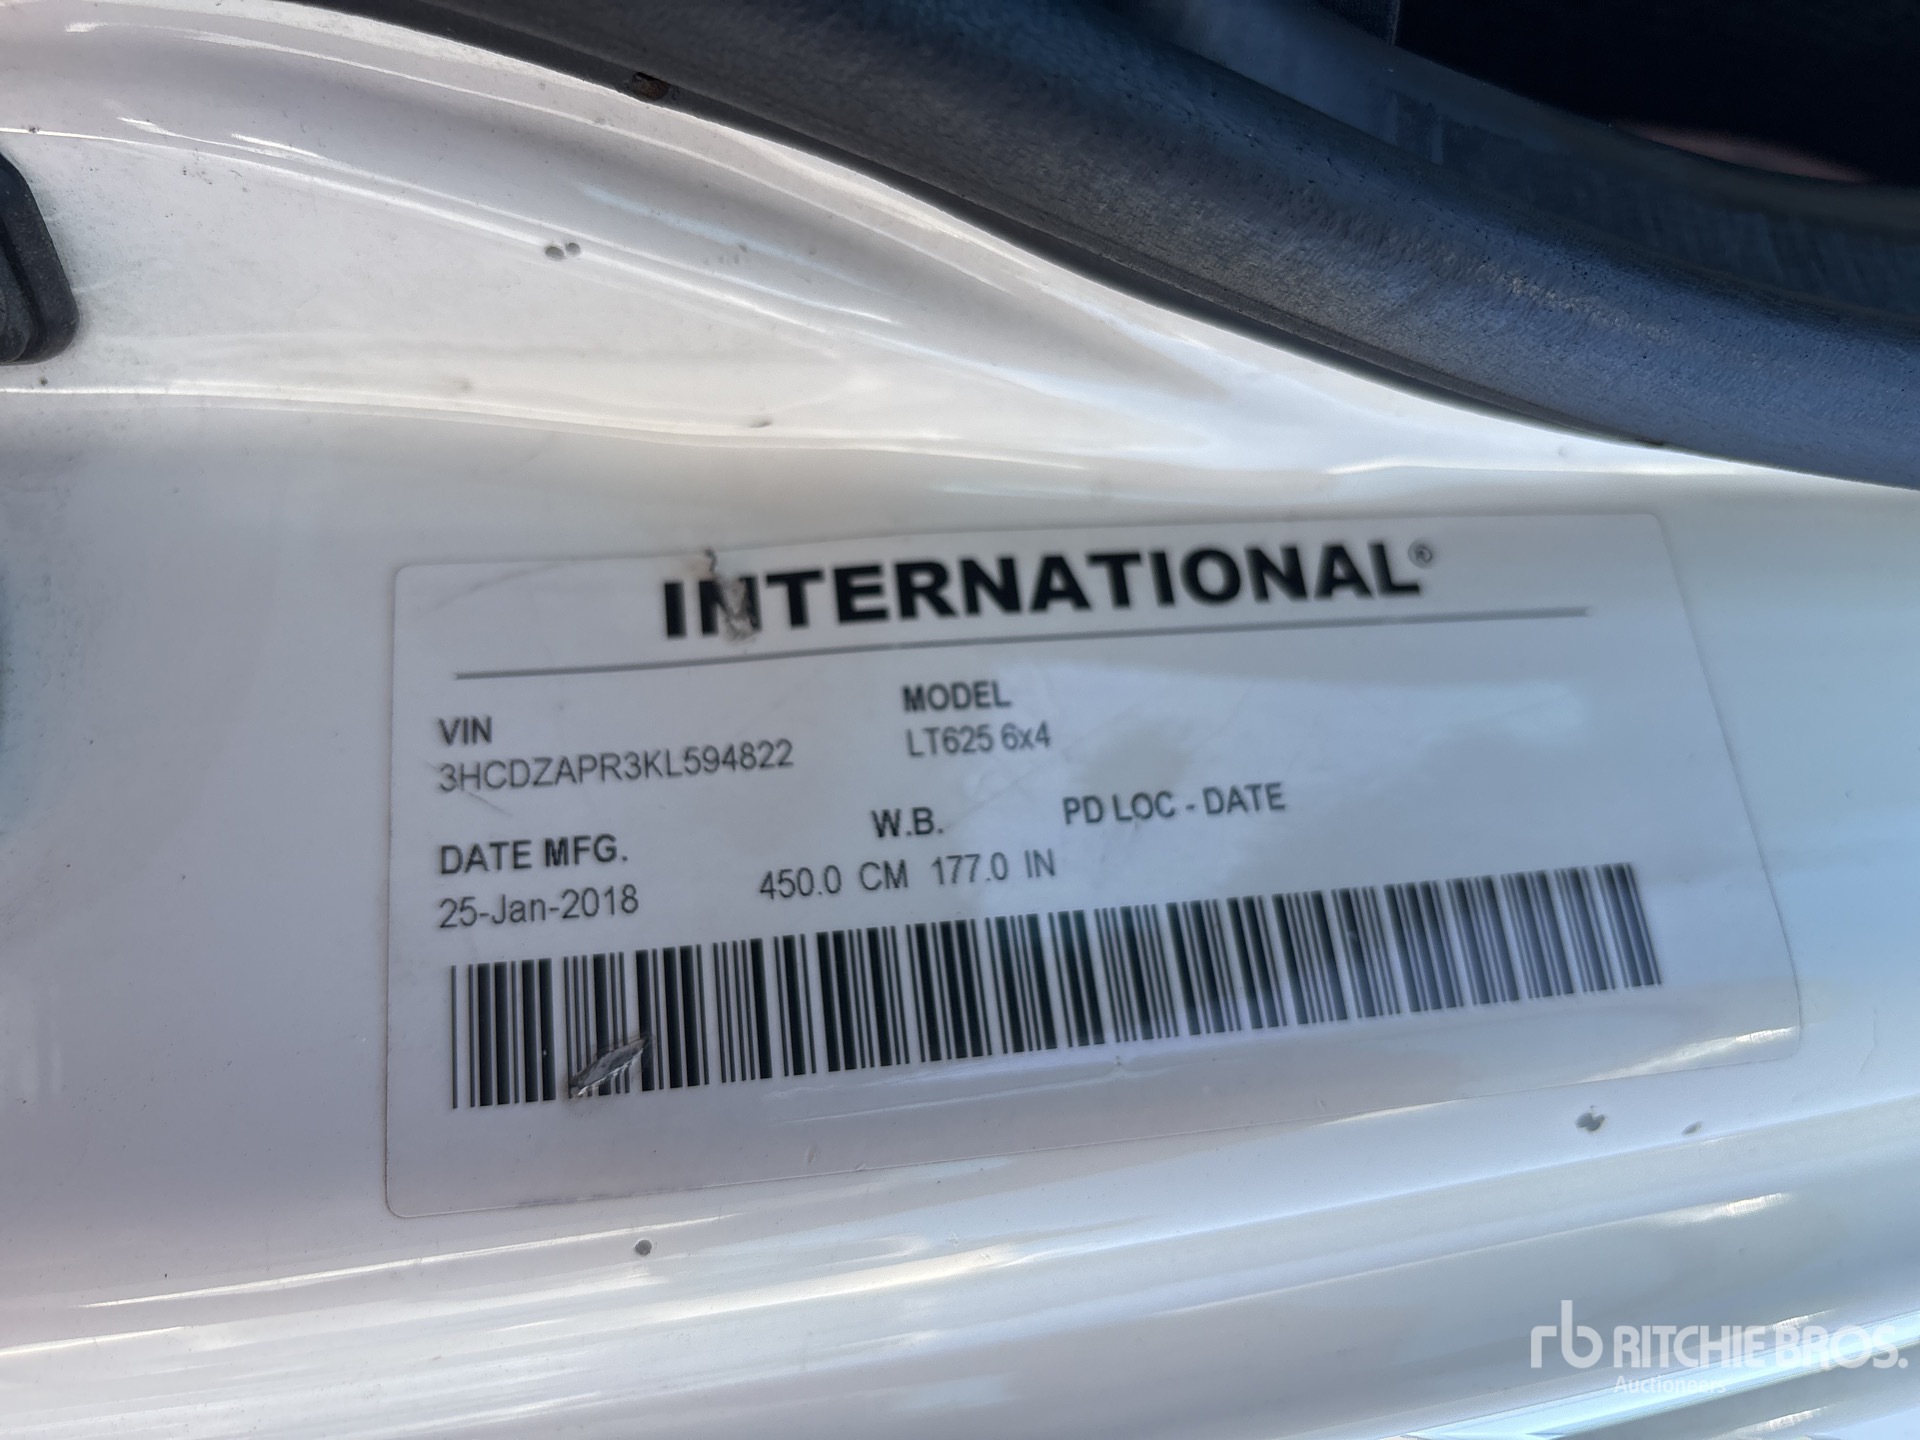 INTERNATIONAL®
VIN
3HCDZAPR3KL594822
MODEL
LT625 6x4
DATE MFG.
25-Jan-2018
W.B.
450.0 CM 177.0 IN
PD LOC - DATE
rb RITCHIE BROS.
Auctioneers